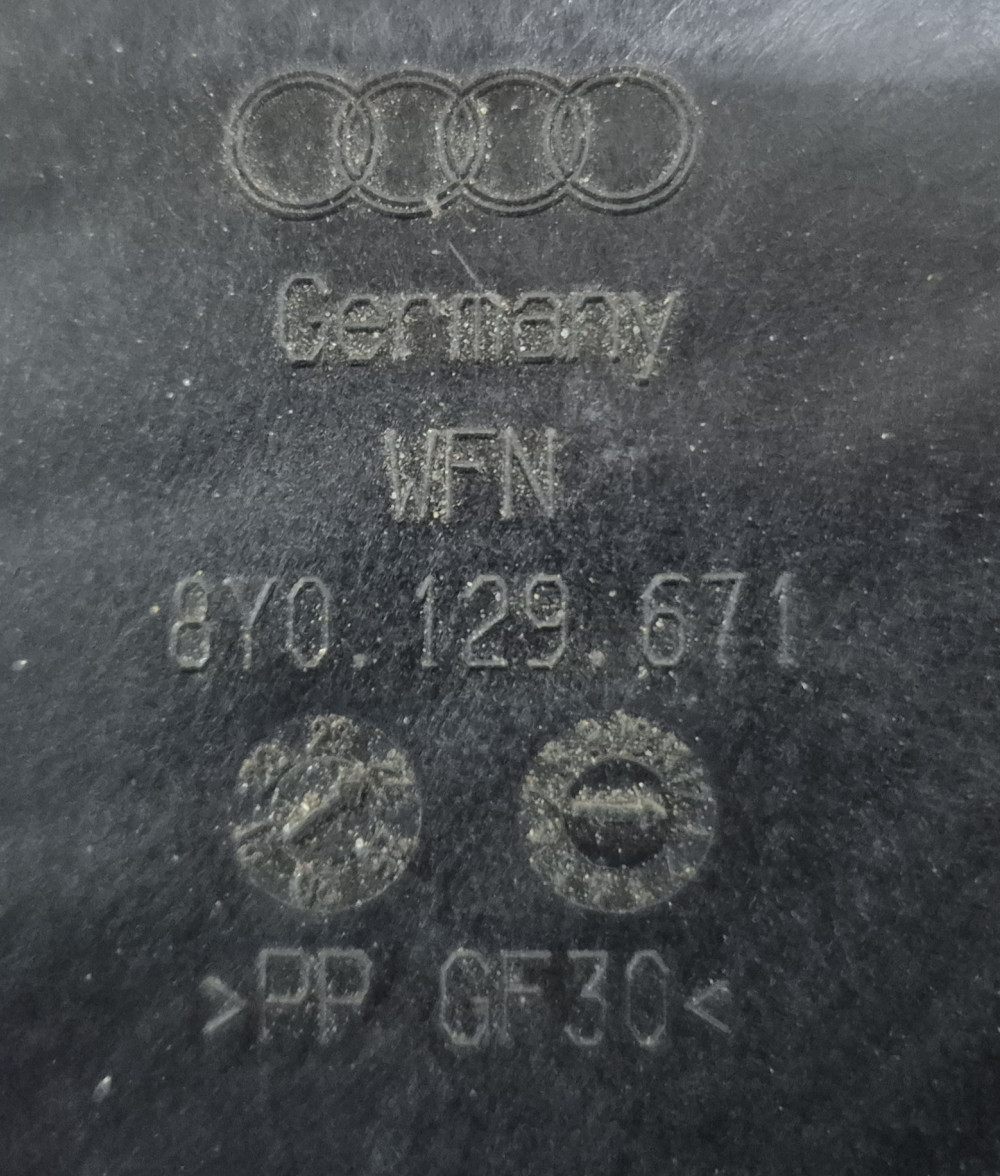 Germany
WFN
8Y0.129.671
>PP GF30<